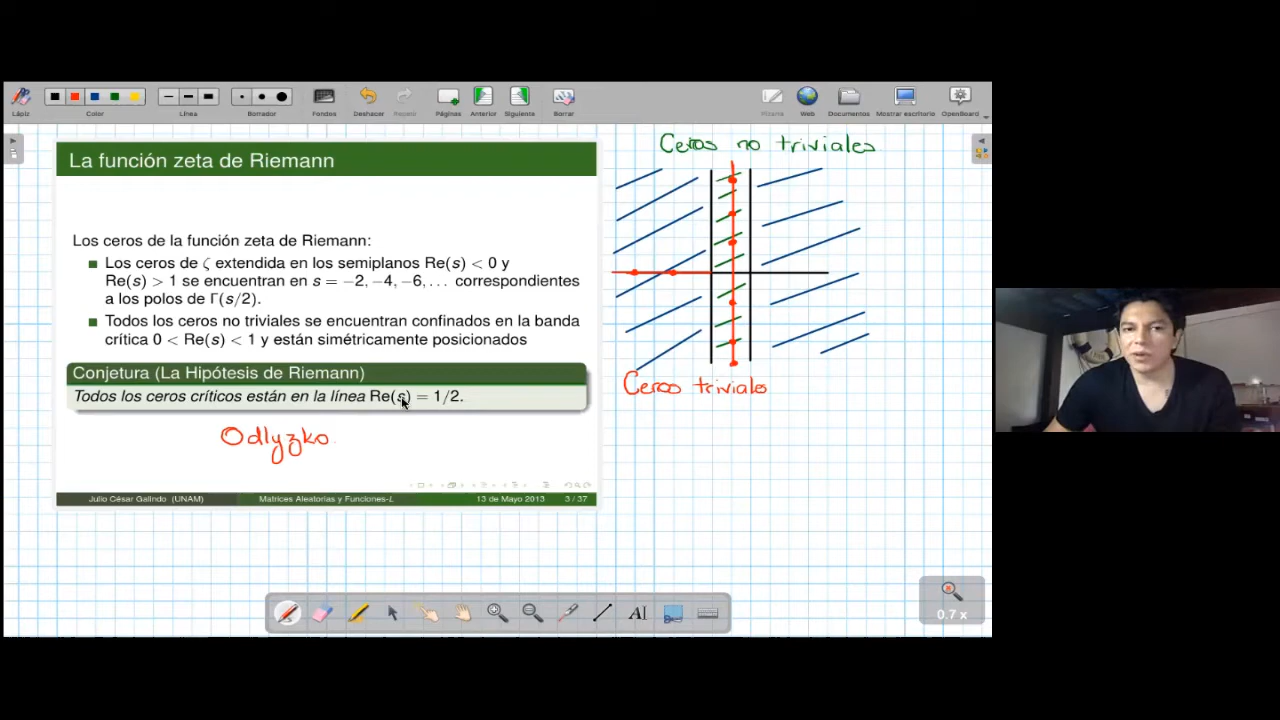 Lápiz Color Línea Borrador Fondos Deshacer Rehacer Páginas Anterior Siguiente Borrar Pizarra Web Documentos Mostrar escritorio OpenBoard
La función zeta de Riemann
Los ceros de la función zeta de Riemann:
Los ceros de ζ extendida en los semiplanos Re(s) < 0 y
Re(s) > 1 se encuentran en s = −2, −4, −6, . . . correspondientes
a los polos de Γ(s/2).
Todos los ceros no triviales se encuentran confinados en la banda
crítica 0 < Re(s) < 1 y están simétricamente posicionados
Conjetura (La Hipótesis de Riemann)
Todos los ceros críticos están en la línea Re(s) = 1/2.
Odlyzko
Julio César Galindo (UNAM) Matrices Aleatorias y Funciones-L 13 de Mayo 2013 3 / 37
Ceros no triviales
Ceros triviales
AI
0.7 x